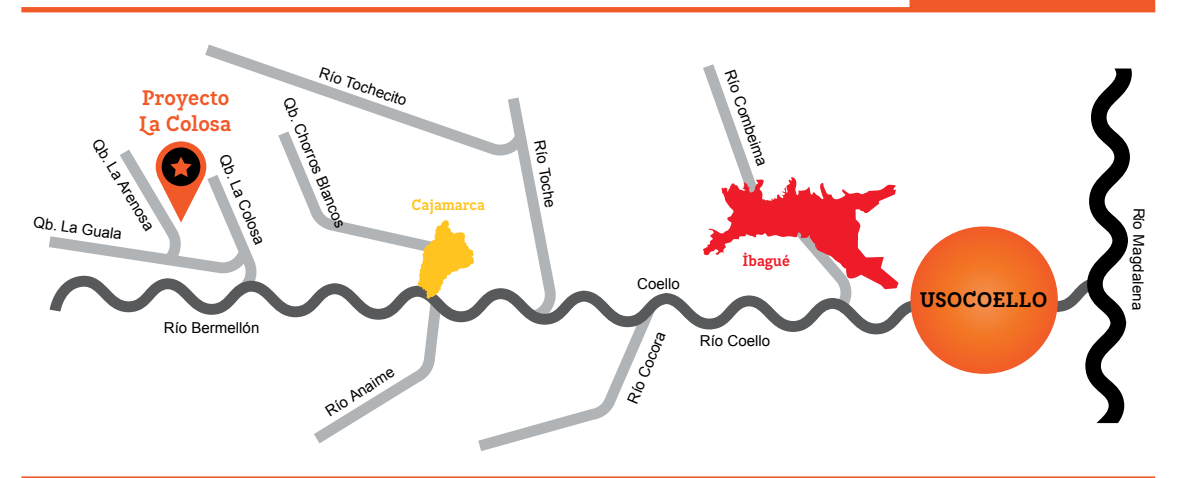 Río Tochecito
Proyecto
La Colosa
Qb. Chorros Blancos
Río Combeima
Qb. La Arenosa
Qb. La Colosa
Río Toche
Cajamarca
Qb. La Guala
Ibagué
Río Magdalena
Coello
USOCOELLO
Río Bermellón
Río Coello
Río Anaime
Río Cocora